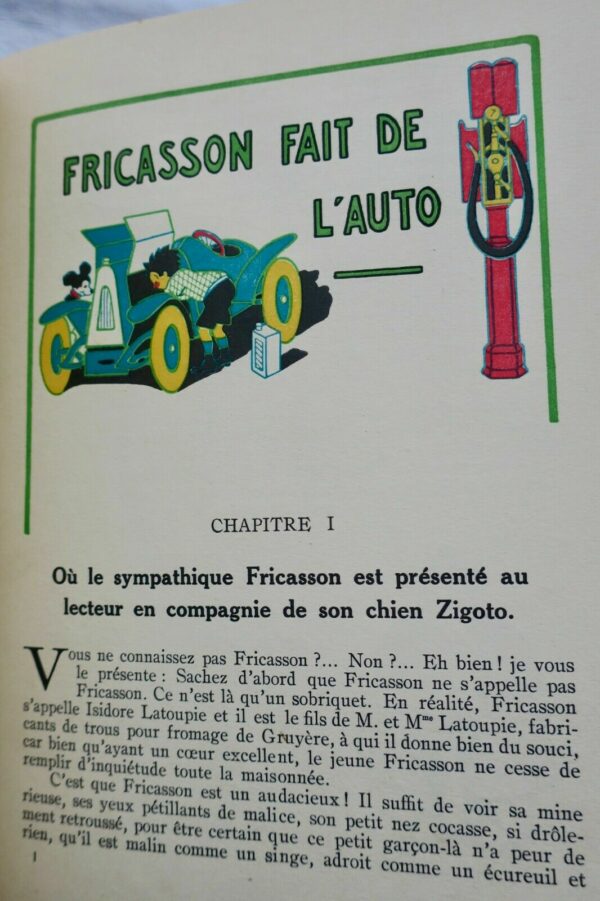 FRICASSON FAIT DE
L'AUTO
CHAPITRE I
Où le sympathique Fricasson est présenté au
lecteur en compagnie de son chien Zigoto.
Vous ne connaissez pas Fricasson ?... Non ?... Eh bien ! je vous
le présente : Sachez d'abord que Fricasson ne s'appelle pas
Fricasson. Ce n'est là qu'un sobriquet. En réalité, Fricasson
s'appelle Isidore Latoupie et il est le fils de M. et Mme Latoupie, fabri-
cants de trous pour fromage de Gruyère, à qui il donne bien du souci,
car bien qu'ayant un cœur excellent, le jeune Fricasson ne cesse de
remplir d'inquiétude toute la maisonnée.
C'est que Fricasson est un audacieux ! Il suffit de voir sa mine
rieuse, ses yeux pétillants de malice, son petit nez cocasse, si drôle-
ment retroussé, pour être certain que ce petit garçon-là n'a peur de
rien, qu'il est malin comme un singe, adroit comme un écureuil et
1